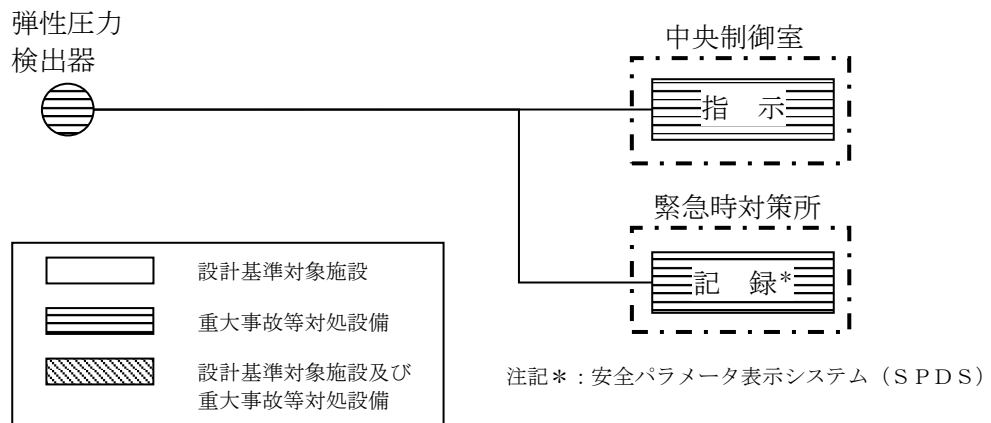 弾性圧力
検出器
中央制御室
指　示
緊急時対策所
記　録*
設計基準対象施設
重大事故等対処設備
設計基準対象施設及び
重大事故等対処設備
注記＊：安全パラメータ表示システム（ＳＰＤＳ）